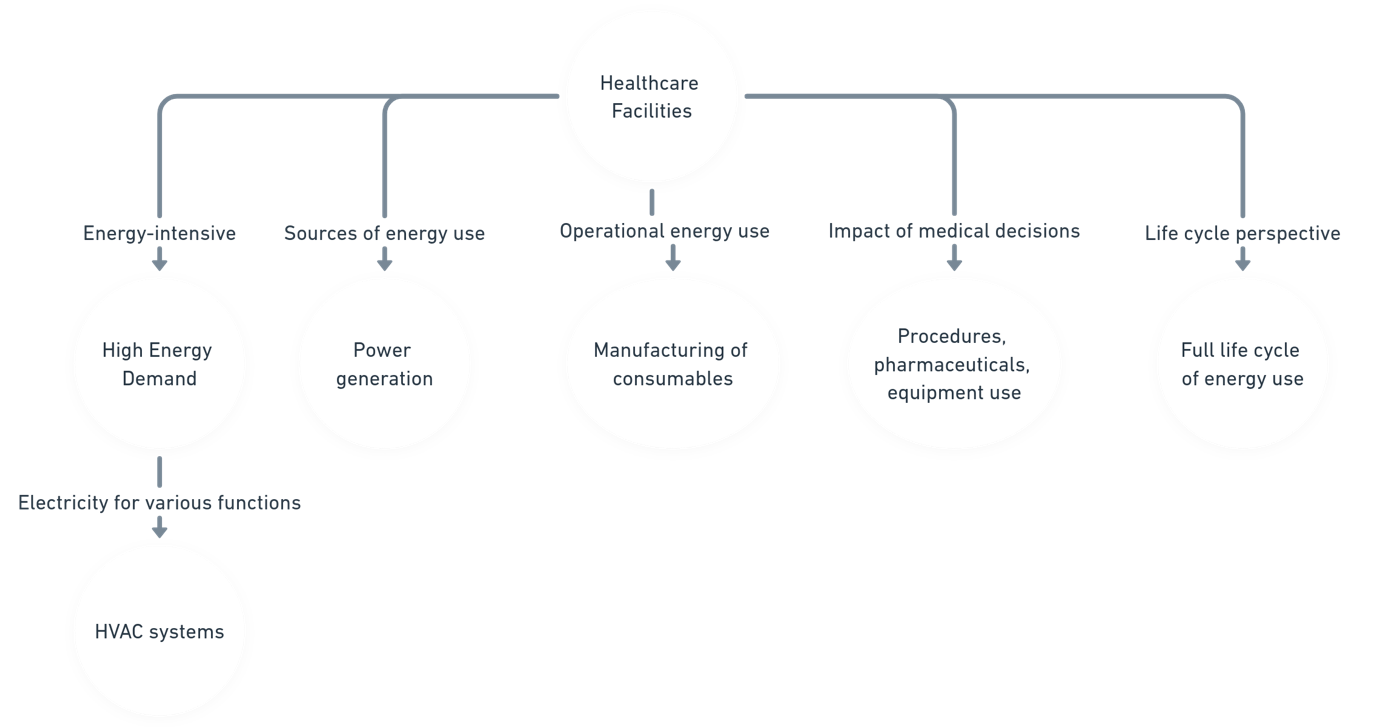 Healthcare
Facilities
Energy-intensive
Sources of energy use
Operational energy use
Impact of medical decisions
Life cycle perspective
High Energy
Demand
Power
generation
Manufacturing of
consumables
Procedures,
pharmaceuticals,
equipment use
Full life cycle
of energy use
Electricity for various functions
HVAC systems